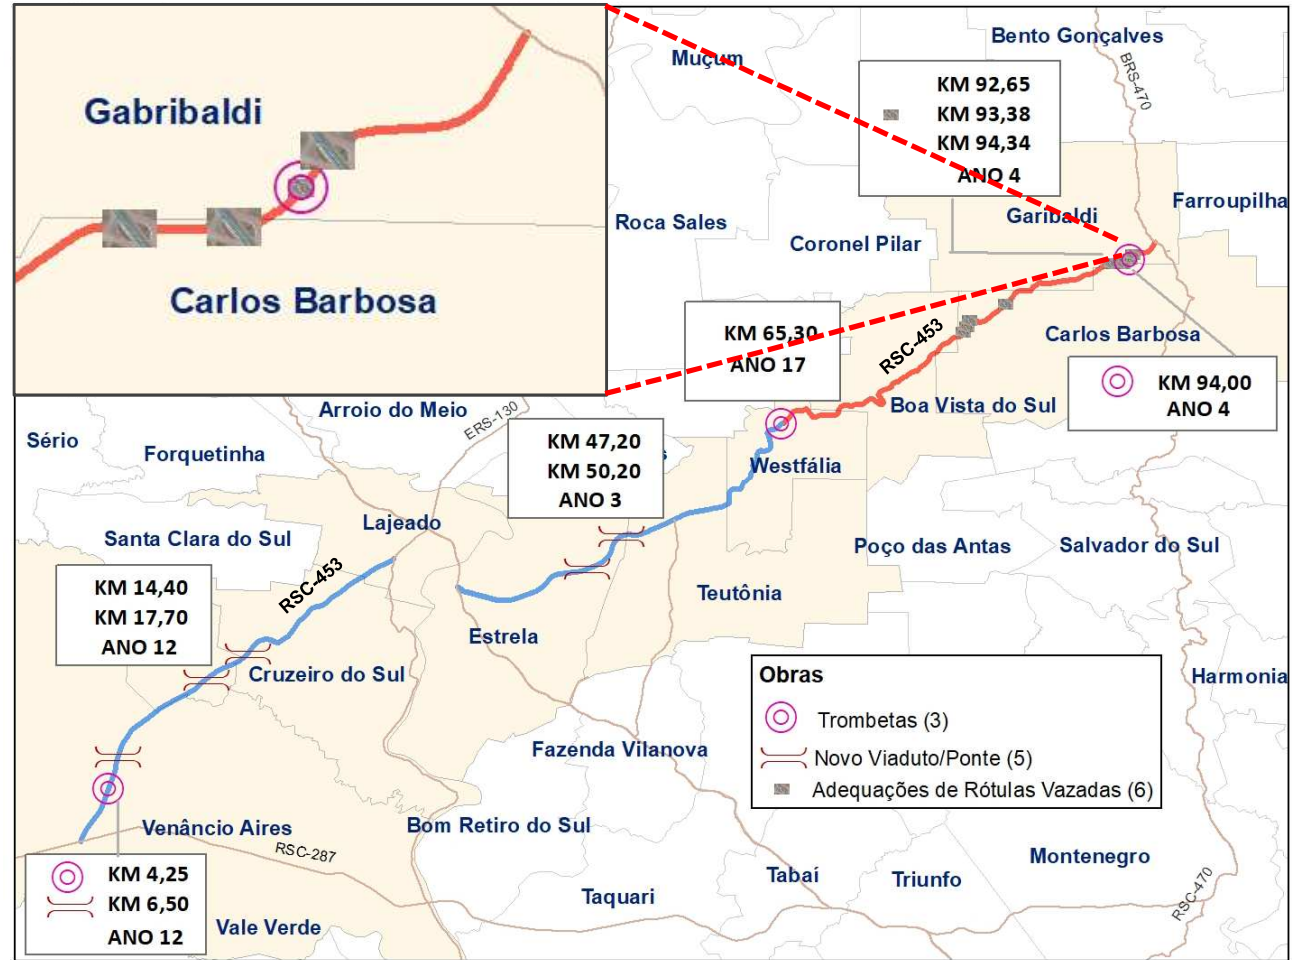 Gabribaldi
Carlos Barbosa
Muçum
Bento Gonçalves
BRS-470
KM 92,65
KM 93,38
KM 94,34
ANO 4
Roca Sales
Coronel Pilar
Garibaldi
Farroupilha
KM 65,30
ANO 17
RSC-453
Carlos Barbosa
KM 94,00
ANO 4
Boa Vista do Sul
Arroio do Meio
ERS-130
Sério
Forquetinha
KM 47,20
KM 50,20
ANO 3
s
Westfália
Lajeado
Santa Clara do Sul
Poço das Antas
Salvador do Sul
KM 14,40
KM 17,70
ANO 12
RSC-453
Teutônia
Estrela
Cruzeiro do Sul
Obras
Trombetas (3)
Novo Viaduto/Ponte (5)
Adequações de Rótulas Vazadas (6)
Harmonia
Fazenda Vilanova
Venâncio Aires
RSC-287
Bom Retiro do Sul
Montenegro
Tabaí
Triunfo
Taquari
RSC-470
KM 4,25
KM 6,50
ANO 12
Vale Verde